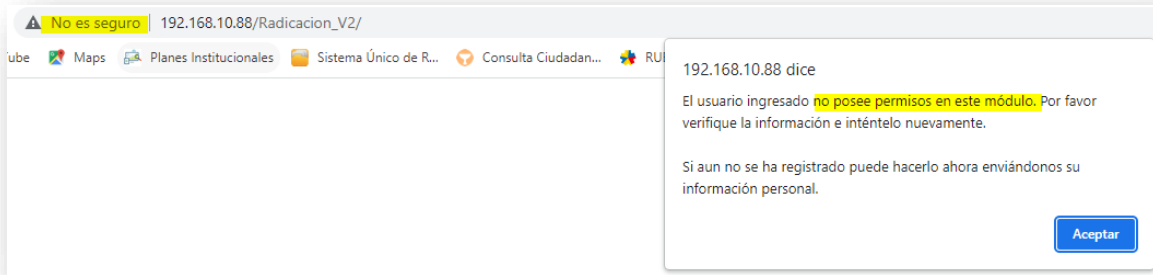 No es seguro 192.168.10.88/Radicacion_V2/
ube Maps Planes Institucionales Sistema Único de R... Consulta Ciudadan... RU
192.168.10.88 dice
El usuario ingresado no posee permisos en este módulo. Por favor
verifique la información e inténtelo nuevamente.
Si aun no se ha registrado puede hacerlo ahora enviándonos su
información personal.
Aceptar